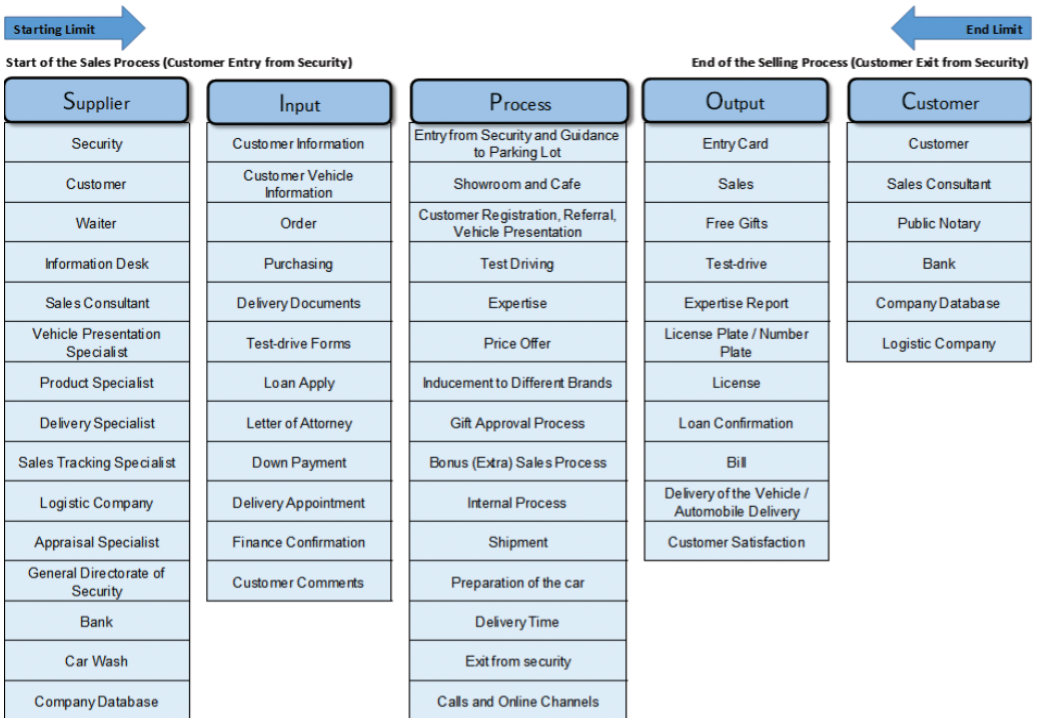 Starting Limit
End Limit
Start of the Sales Process (Customer Entry from Security)
End of the Selling Process (Customer Exit from Security)
Supplier
Security
Customer
Waiter
Information Desk
Sales Consultant
Vehicle Presentation
Specialist
Product Specialist
Delivery Specialist
Sales Tracking Specialist
Logistic Company
Appraisal Specialist
General Directorate of
Security
Bank
Car Wash
Company Database
Input
Customer Information
Customer Vehicle
Information
Order
Purchasing
Delivery Documents
Test-drive Forms
Loan Apply
Letter of Attorney
Down Payment
Delivery Appointment
Finance Confirmation
Customer Comments
Process
Entry from Security and Guidance
to Parking Lot
Showroom and Cafe
Customer Registration, Referral,
Vehicle Presentation
Test Driving
Expertise
Price Offer
Inducement to Different Brands
Gift Approval Process
Bonus (Extra) Sales Process
Internal Process
Shipment
Preparation of the car
Delivery Time
Exit from security
Calls and Online Channels
Output
Entry Card
Sales
Free Gifts
Test-drive
Expertise Report
License Plate / Number
Plate
License
Loan Confirmation
Bill
Delivery of the Vehicle /
Automobile Delivery
Customer Satisfaction
Customer
Customer
Sales Consultant
Public Notary
Bank
Company Database
Logistic Company